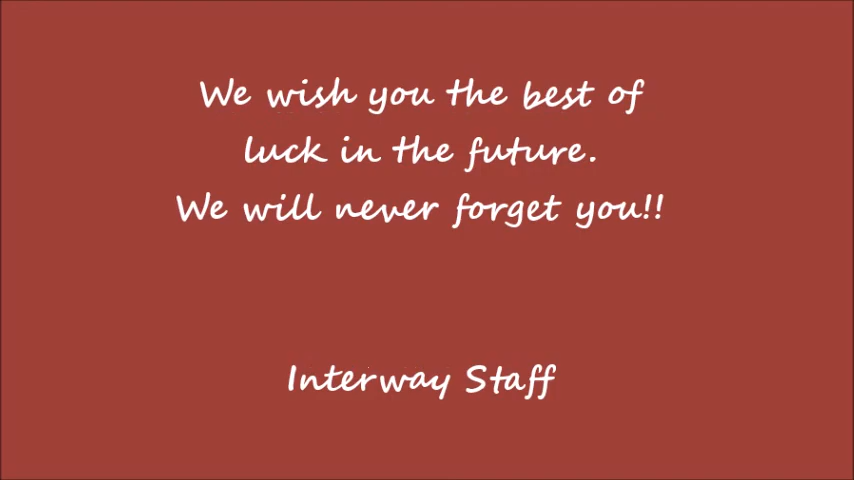 We wish you the best of
luck in the future.
We will never forget you!!
Interway Staff